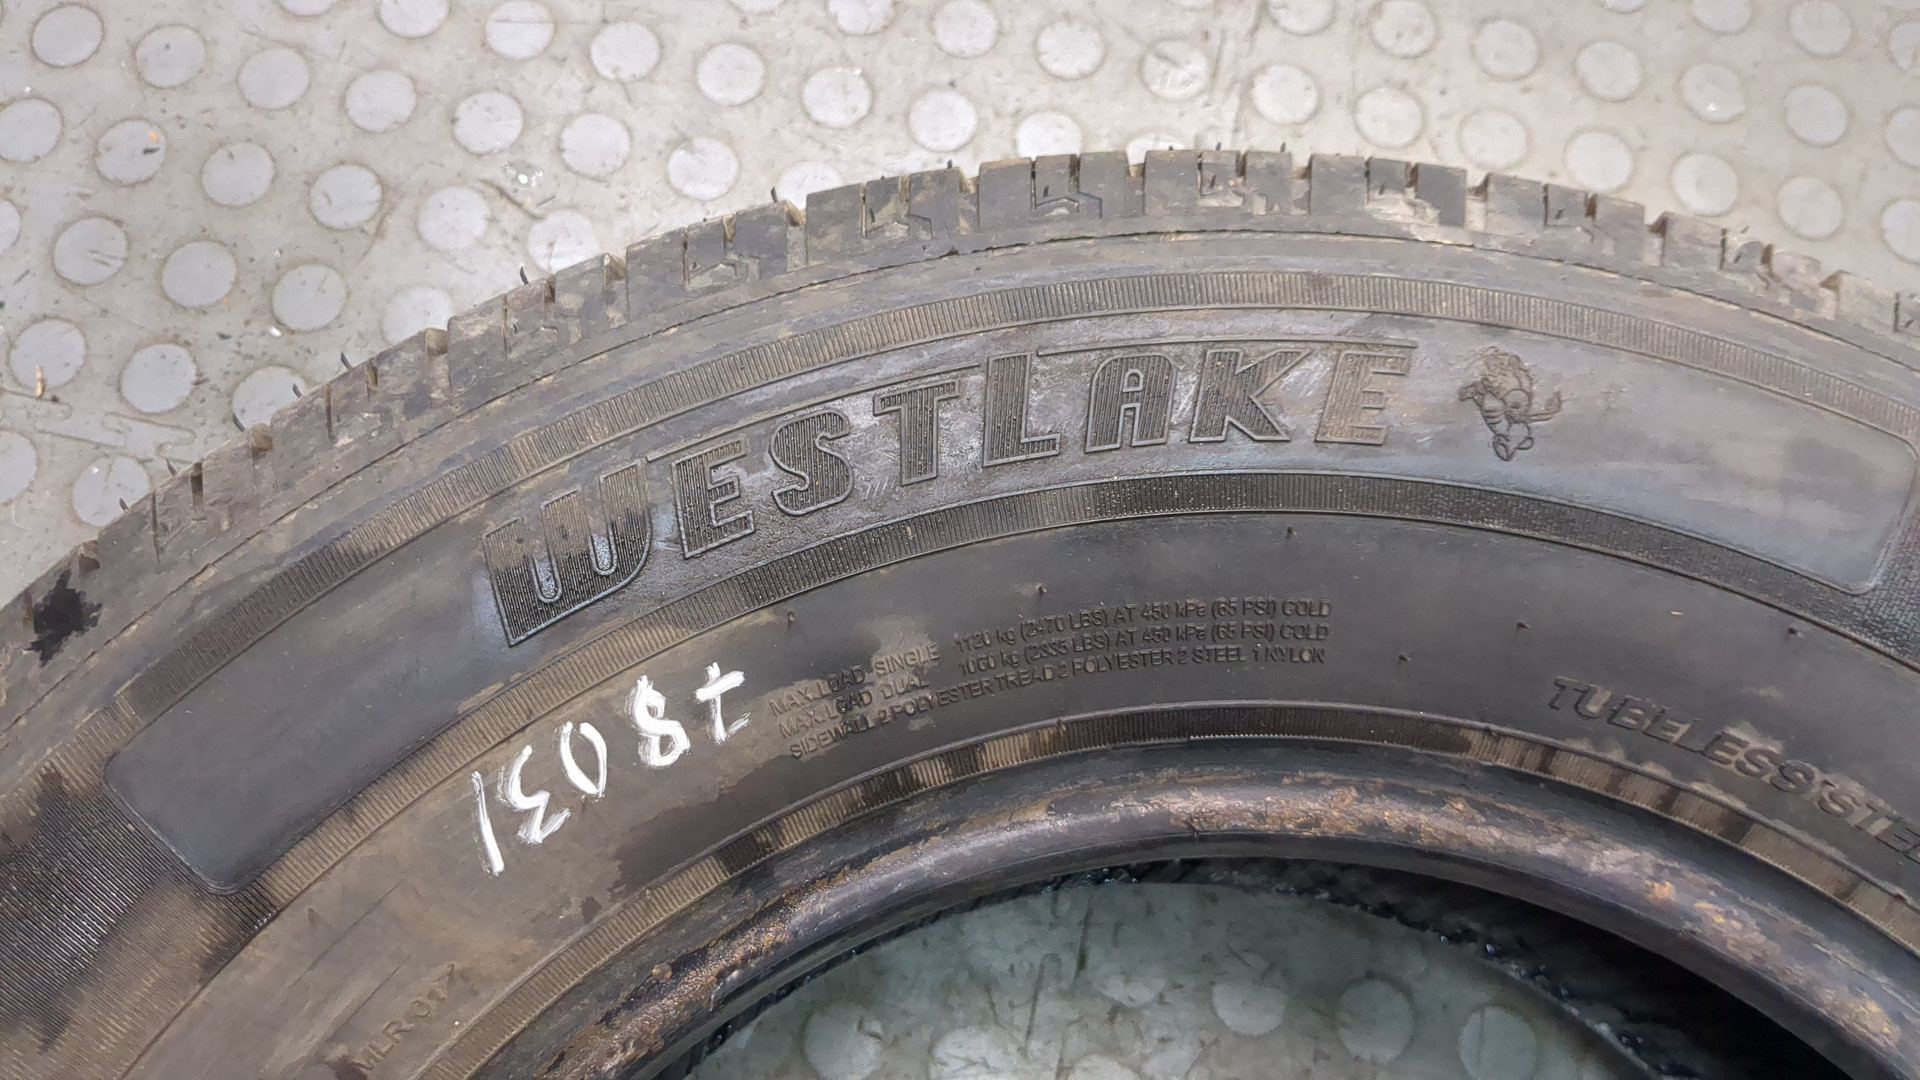 WESTLAKE
MAX.LOAD SINGLE 1120 kg (2470 LBS) AT 450 kPa (65 PSI) COLD
MAX.LOAD DUAL 1060 kg (2335 LBS) AT 450 kPa (65 PSI) COLD
SIDEWALL 2 POLYESTER TREAD 2 POLYESTER 2 STEEL 1 NYLON
TUBELESS